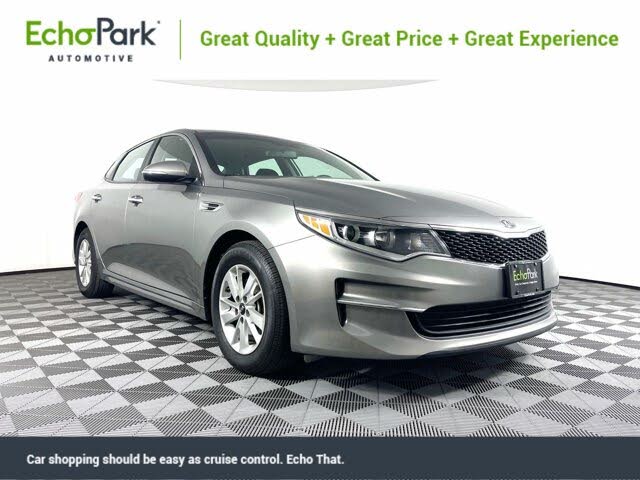 EchoPark®
AUTOMOTIVE
Great Quality + Great Price + Great Experience
EchoPark
Car shopping should be easy as cruise control. Echo That.